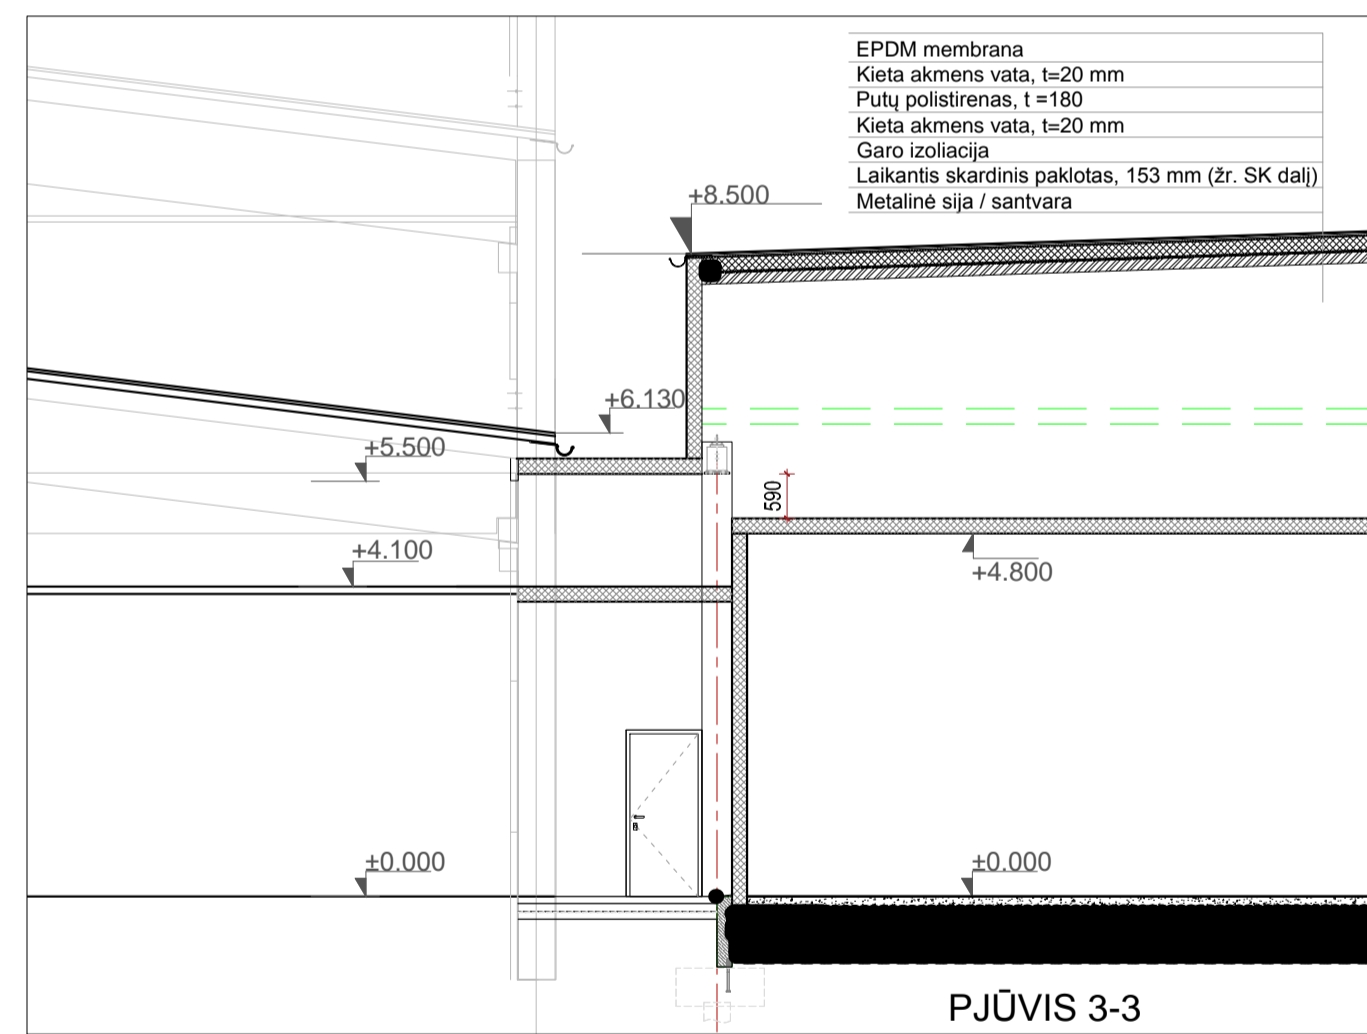 EPDM membrana
Kieta akmens vata, t=20 mm
Putų polistirenas, t =180
Kieta akmens vata, t=20 mm
Garo izoliacija
Laikantis skardinis paklotas, 153 mm (žr. SK dalį)
Metalinė sija / santvara
+8.500
+6.130
+5.500
590
+4.100
+4.800
±0.000
±0.000
PJŪVIS 3-3